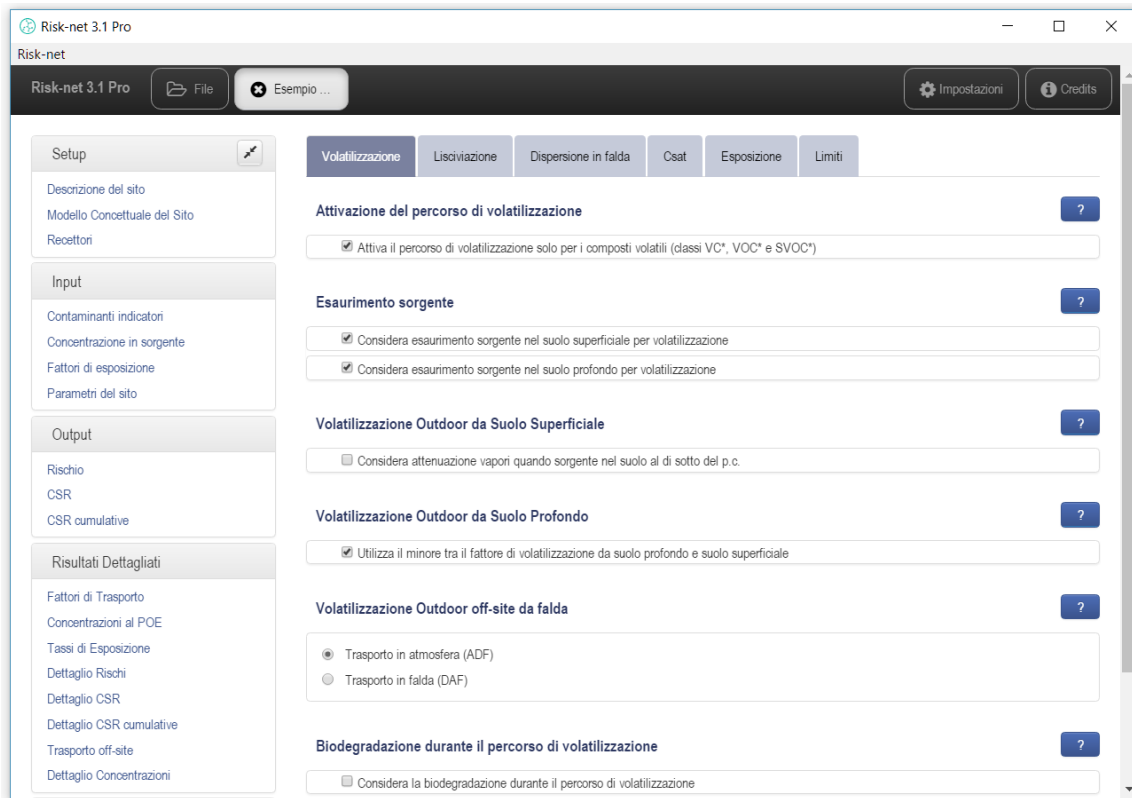 Risk-net 3.1 Pro
Risk-net
Risk-net 3.1 Pro
File
Esempio ...
Impostazioni
Credits
Setup
Descrizione del sito
Modello Concettuale del Sito
Recettori
Input
Contaminanti indicatori
Concentrazione in sorgente
Fattori di esposizione
Parametri del sito
Output
Rischio
CSR
CSR cumulative
Risultati Dettagliati
Fattori di Trasporto
Concentrazioni al POE
Tassi di Esposizione
Dettaglio Rischi
Dettaglio CSR
Dettaglio CSR cumulative
Trasporto off-site
Dettaglio Concentrazioni
Volatilizzazione
Lisciviazione
Dispersione in falda
Csat
Esposizione
Limiti
Attivazione del percorso di volatilizzazione
?
Attiva il percorso di volatilizzazione solo per i composti volatili (classi VC*, VOC* e SVOC*)
Esaurimento sorgente
?
Considera esaurimento sorgente nel suolo superficiale per volatilizzazione
Considera esaurimento sorgente nel suolo profondo per volatilizzazione
Volatilizzazione Outdoor da Suolo Superficiale
?
Considera attenuazione vapori quando sorgente nel suolo al di sotto del p.c.
Volatilizzazione Outdoor da Suolo Profondo
?
Utilizza il minore tra il fattore di volatilizzazione da suolo profondo e suolo superficiale
Volatilizzazione Outdoor off-site da falda
?
Trasporto in atmosfera (ADF)
Trasporto in falda (DAF)
Biodegradazione durante il percorso di volatilizzazione
?
Considera la biodegradazione durante il percorso di volatilizzazione